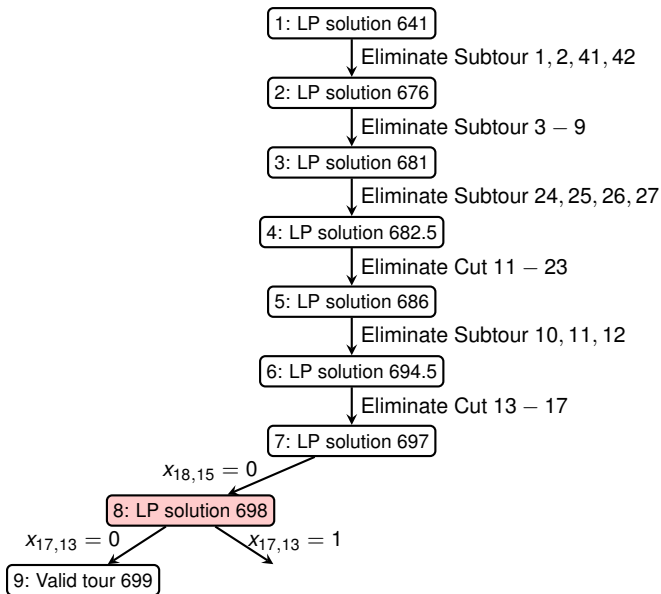 1: LP solution 641
Eliminate Subtour 1, 2, 41, 42
2: LP solution 676
Eliminate Subtour 3 − 9
3: LP solution 681
Eliminate Subtour 24, 25, 26, 27
4: LP solution 682.5
Eliminate Cut 11 − 23
5: LP solution 686
Eliminate Subtour 10, 11, 12
6: LP solution 694.5
Eliminate Cut 13 − 17
7: LP solution 697
x18,15 = 0
8: LP solution 698
x17,13 = 0
x17,13 = 1
9: Valid tour 699